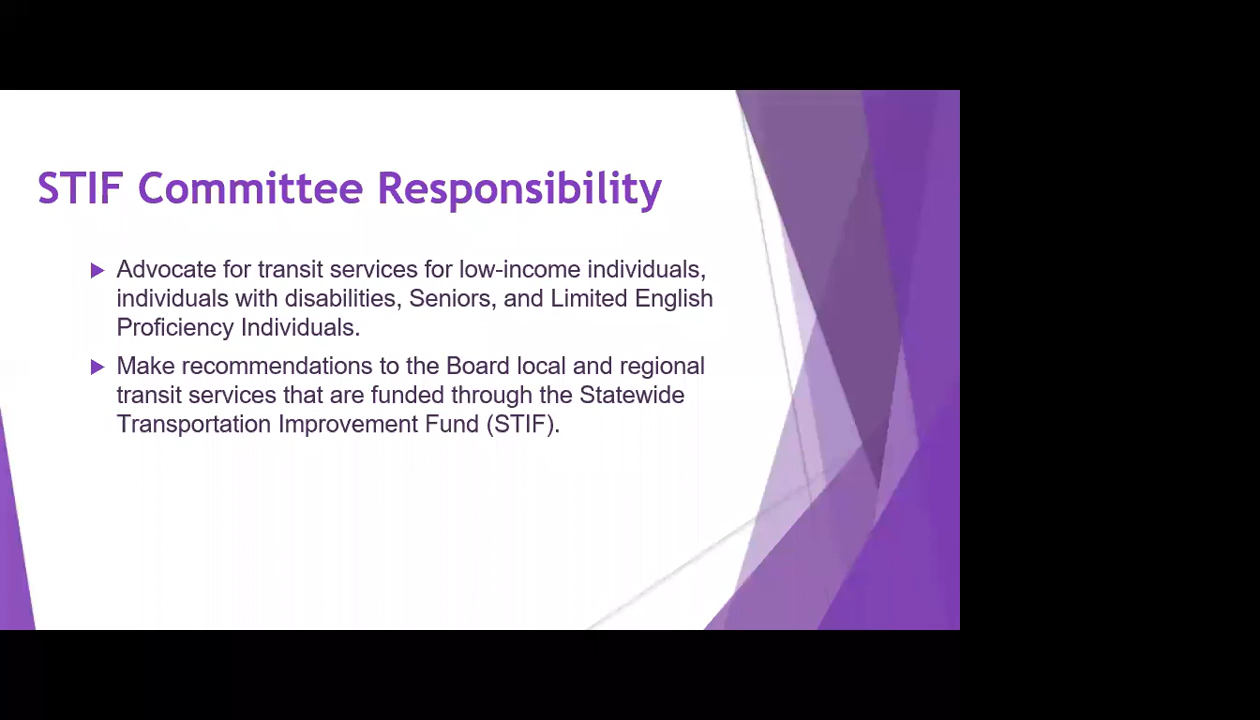 STIF Committee Responsibility
Advocate for transit services for low-income individuals,
individuals with disabilities, Seniors, and Limited English
Proficiency Individuals.
Make recommendations to the Board local and regional
transit services that are funded through the Statewide
Transportation Improvement Fund (STIF).